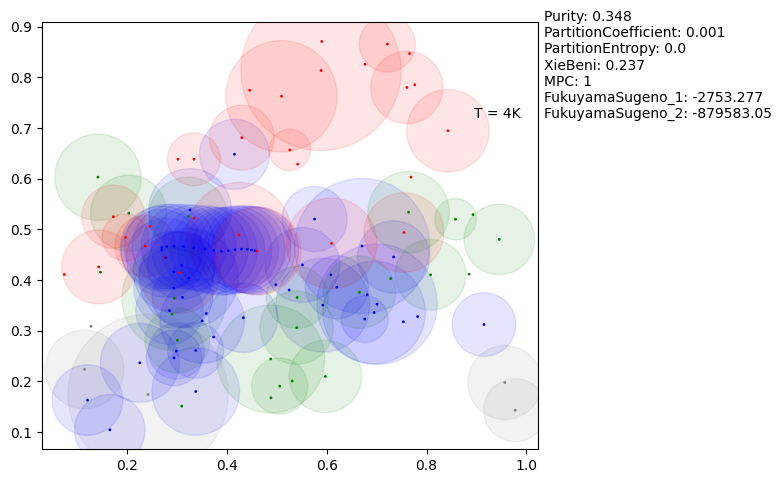 Purity: 0.348
PartitionCoefficient: 0.001
PartitionEntropy: 0.0
XieBeni: 0.237
MPC: 1
FukuyamaSugeno_1: -2753.277
FukuyamaSugeno_2: -879583.05
T = 4K
0.9
0.8
0.7
0.6
0.5
0.4
0.3
0.2
0.1
0.2
0.4
0.6
0.8
1.0